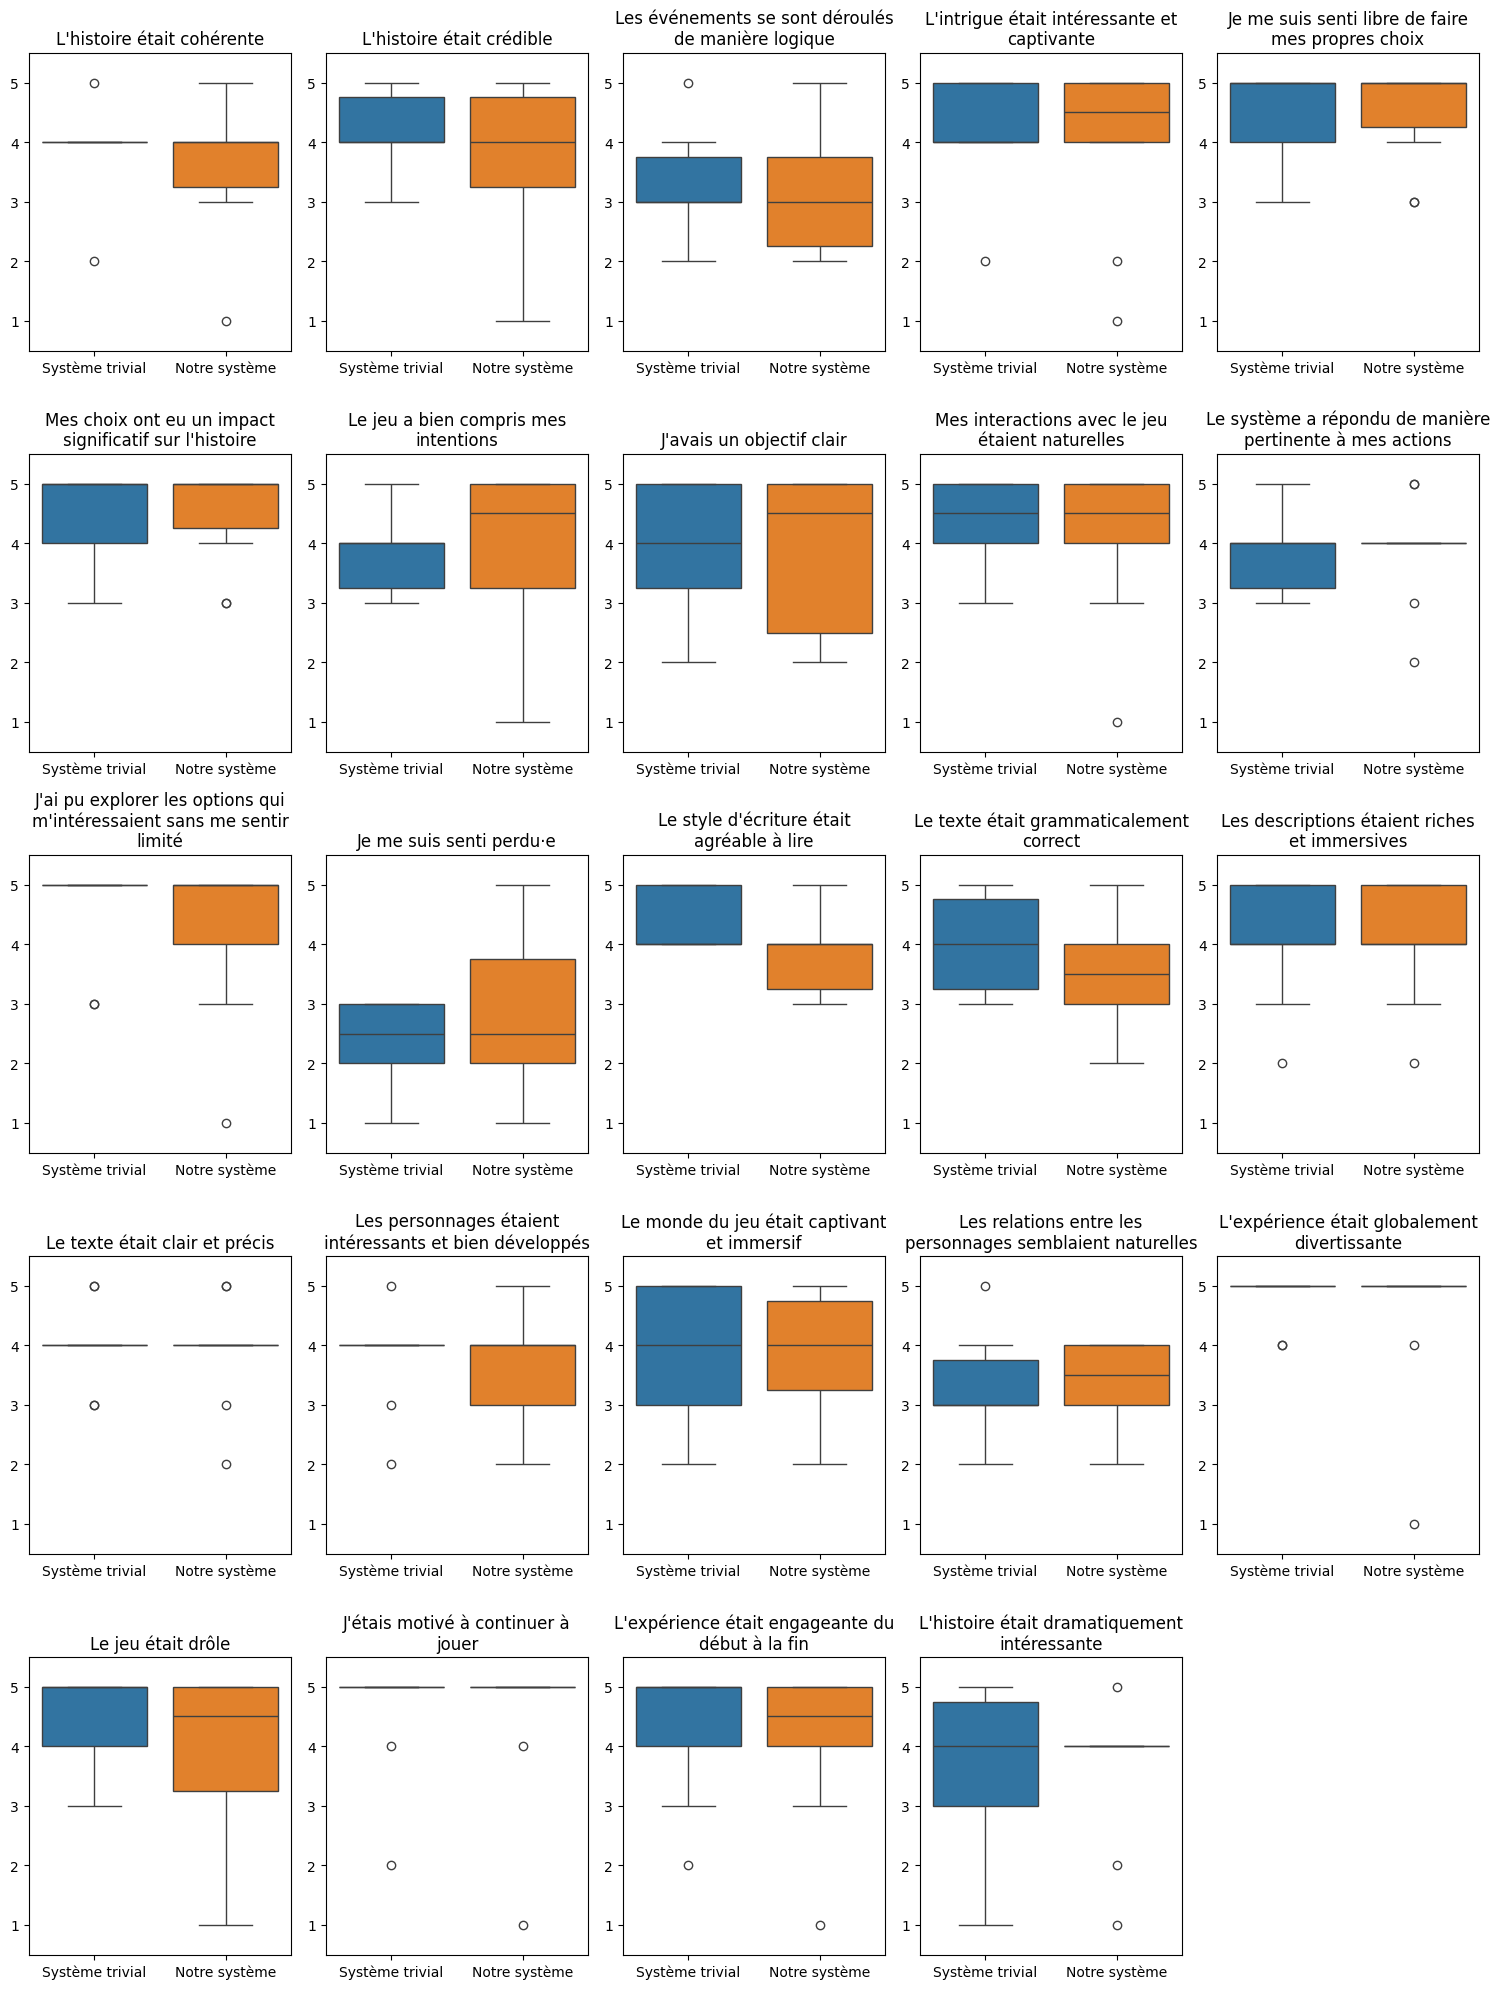 L'histoire était cohérente
5
4
3
2
1
Système trivial
Notre système
L'histoire était crédible
5
4
3
2
1
Système trivial
Notre système
Les événements se sont déroulés
de manière logique
5
4
3
2
1
Système trivial
Notre système
L'intrigue était intéressante et
captivante
5
4
3
2
1
Système trivial
Notre système
Je me suis senti libre de faire
mes propres choix
5
4
3
2
1
Système trivial
Notre système
Mes choix ont eu un impact
significatif sur l'histoire
5
4
3
2
1
Système trivial
Notre système
Le jeu a bien compris mes
intentions
5
4
3
2
1
Système trivial
Notre système
J'avais un objectif clair
5
4
3
2
1
Système trivial
Notre système
Mes interactions avec le jeu
étaient naturelles
5
4
3
2
1
Système trivial
Notre système
Le système a répondu de manière
pertinente à mes actions
5
4
3
2
1
Système trivial
Notre système
J'ai pu explorer les options qui
m'intéressaient sans me sentir
limité
5
4
3
2
1
Système trivial
Notre système
Je me suis senti perdu·e
5
4
3
2
1
Système trivial
Notre système
Le style d'écriture était
agréable à lire
5
4
3
2
1
Système trivial
Notre système
Le texte était grammaticalement
correct
5
4
3
2
1
Système trivial
Notre système
Les descriptions étaient riches
et immersives
5
4
3
2
1
Système trivial
Notre système
Le texte était clair et précis
5
4
3
2
1
Système trivial
Notre système
Les personnages étaient
intéressants et bien développés
5
4
3
2
1
Système trivial
Notre système
Le monde du jeu était captivant
et immersif
5
4
3
2
1
Système trivial
Notre système
Les relations entre les
personnages semblaient naturelles
5
4
3
2
1
Système trivial
Notre système
L'expérience était globalement
divertissante
5
4
3
2
1
Système trivial
Notre système
Le jeu était drôle
5
4
3
2
1
Système trivial
Notre système
J'étais motivé à continuer à
jouer
5
4
3
2
1
Système trivial
Notre système
L'expérience était engageante du
début à la fin
5
4
3
2
1
Système trivial
Notre système
L'histoire était dramatiquement
intéressante
5
4
3
2
1
Système trivial
Notre système